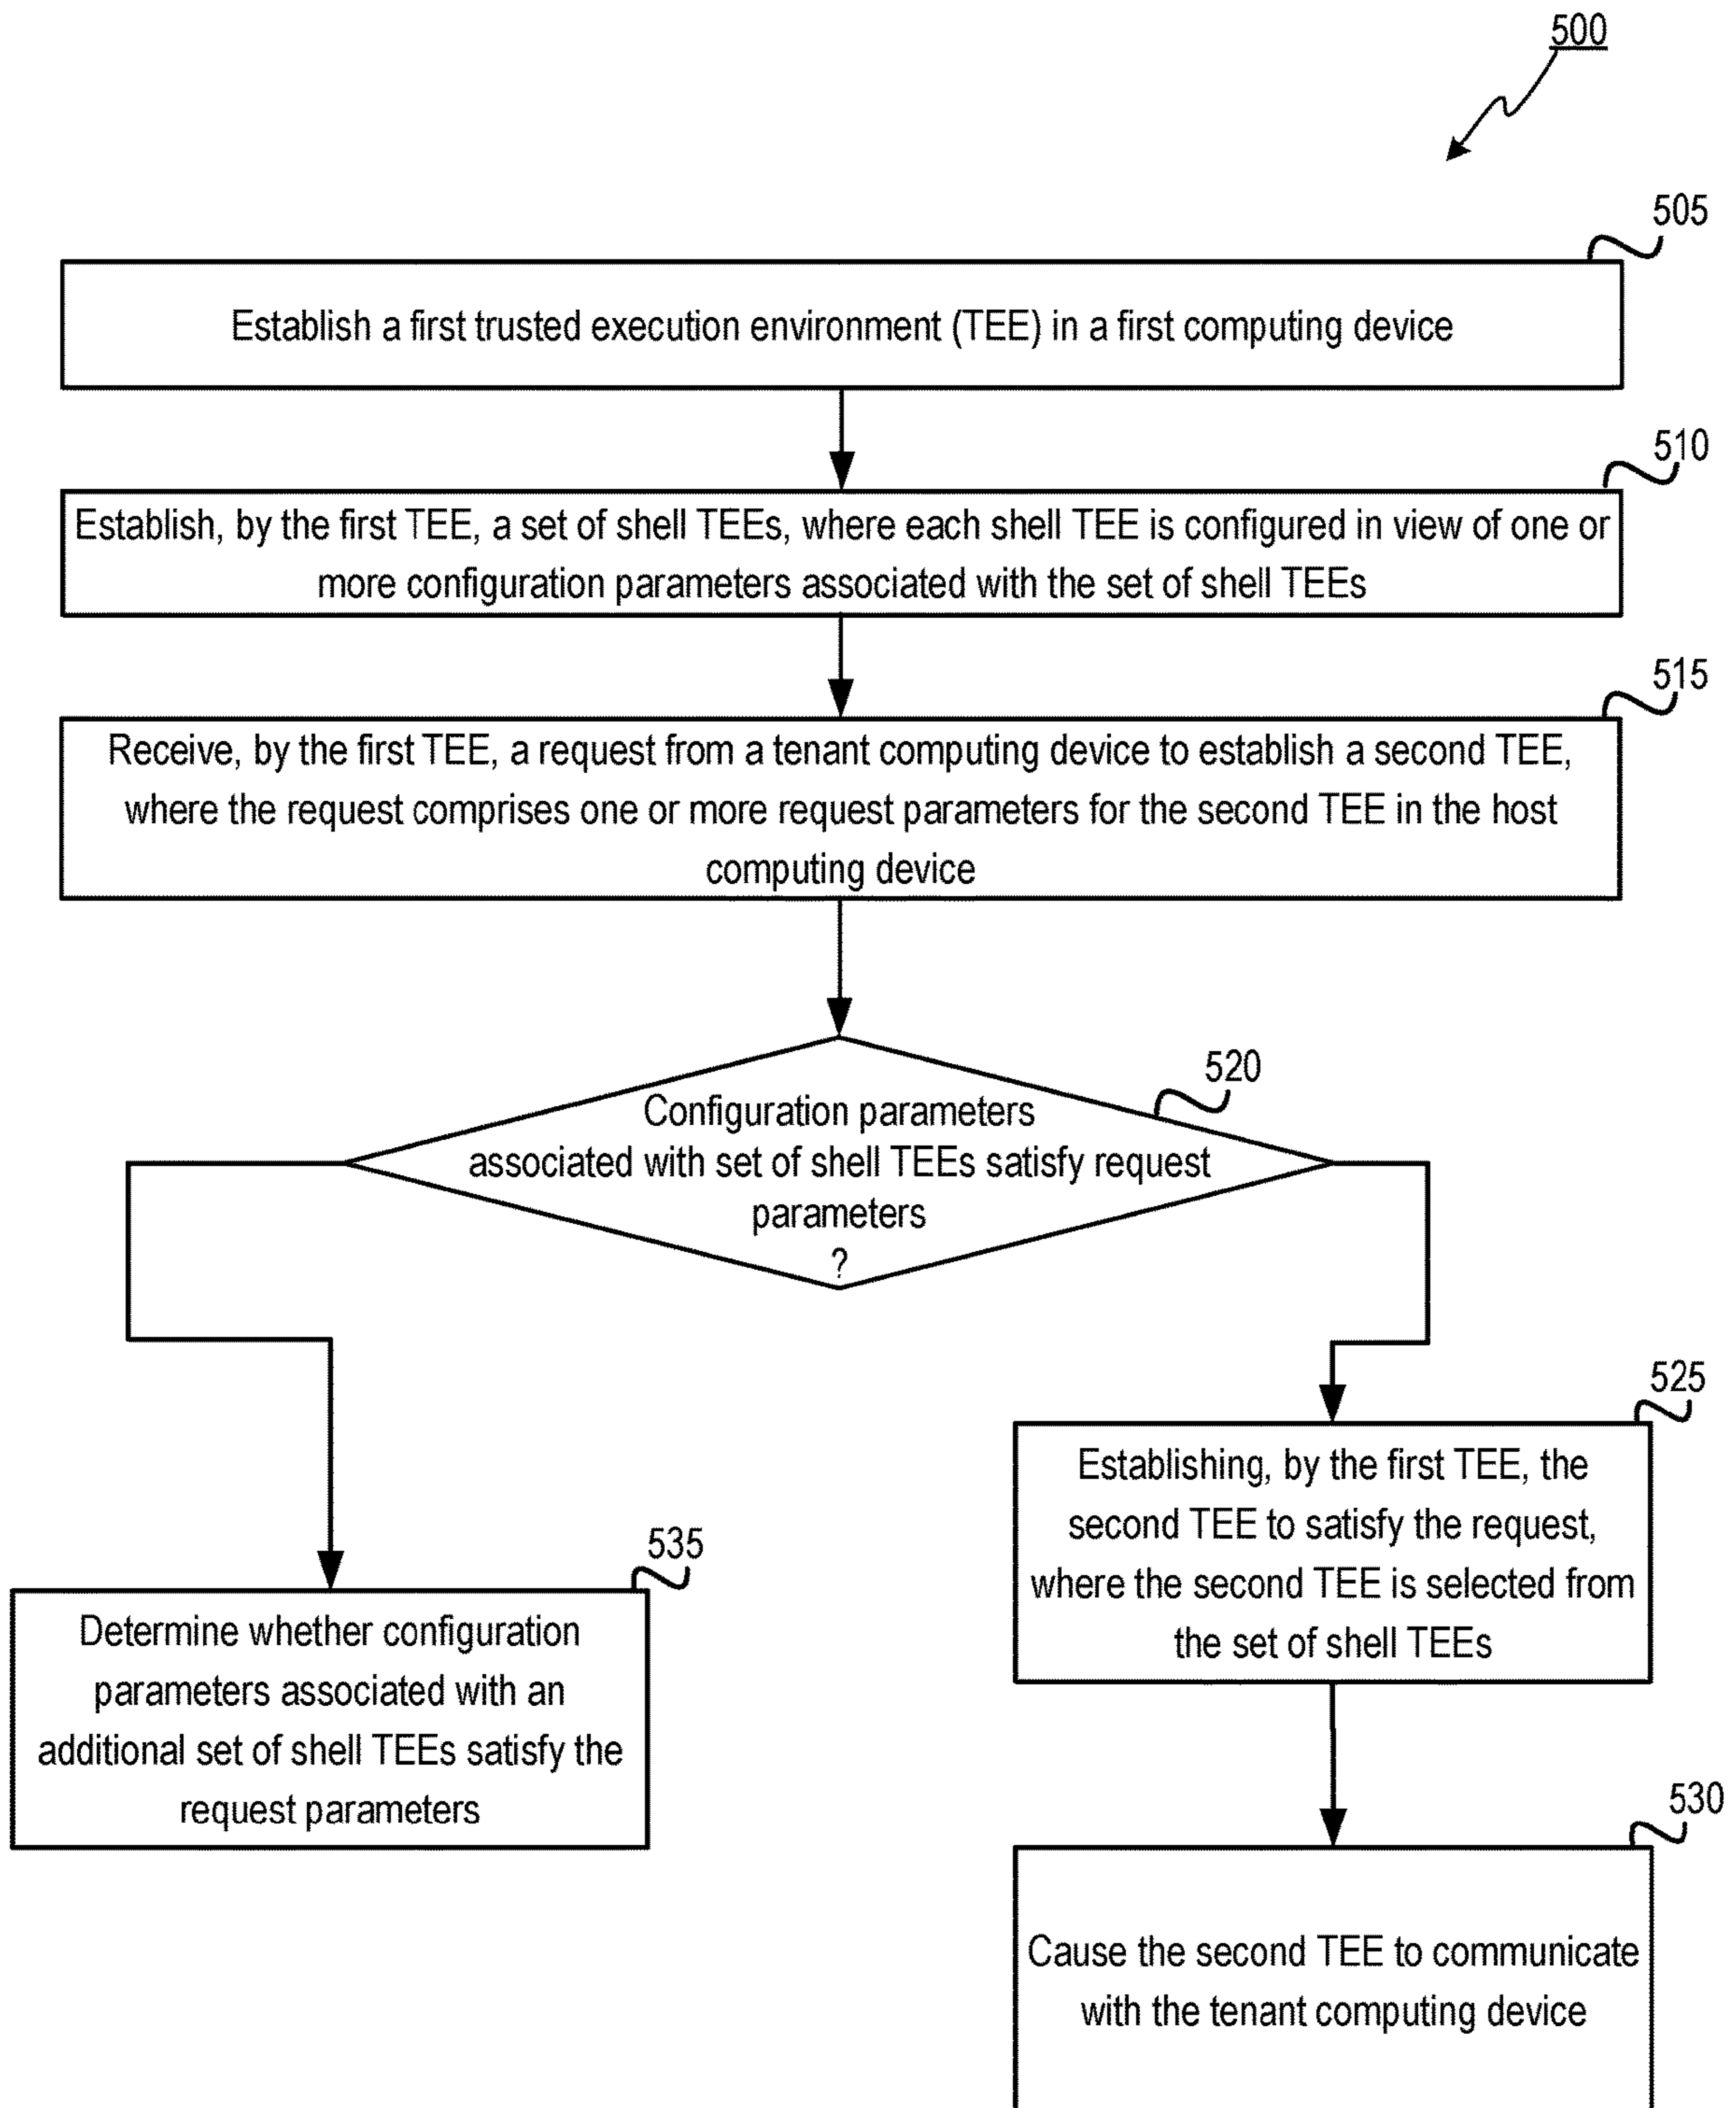 500
505
Establish a first trusted execution environment (TEE) in a first computing device
510
Establish, by the first TEE, a set of shell TEEs, where each shell TEE is configured in view of one or
more configuration parameters associated with the set of shell TEEs
515
Receive, by the first TEE, a request from a tenant computing device to establish a second TEE,
where the request comprises one or more request parameters for the second TEE in the host
computing device
520
Configuration parameters
associated with set of shell TEEs satisfy request
parameters
?
525
Establishing, by the first TEE, the
second TEE to satisfy the request,
where the second TEE is selected from
the set of shell TEEs
535
Determine whether configuration
parameters associated with an
additional set of shell TEEs satisfy the
request parameters
530
Cause the second TEE to communicate
with the tenant computing device